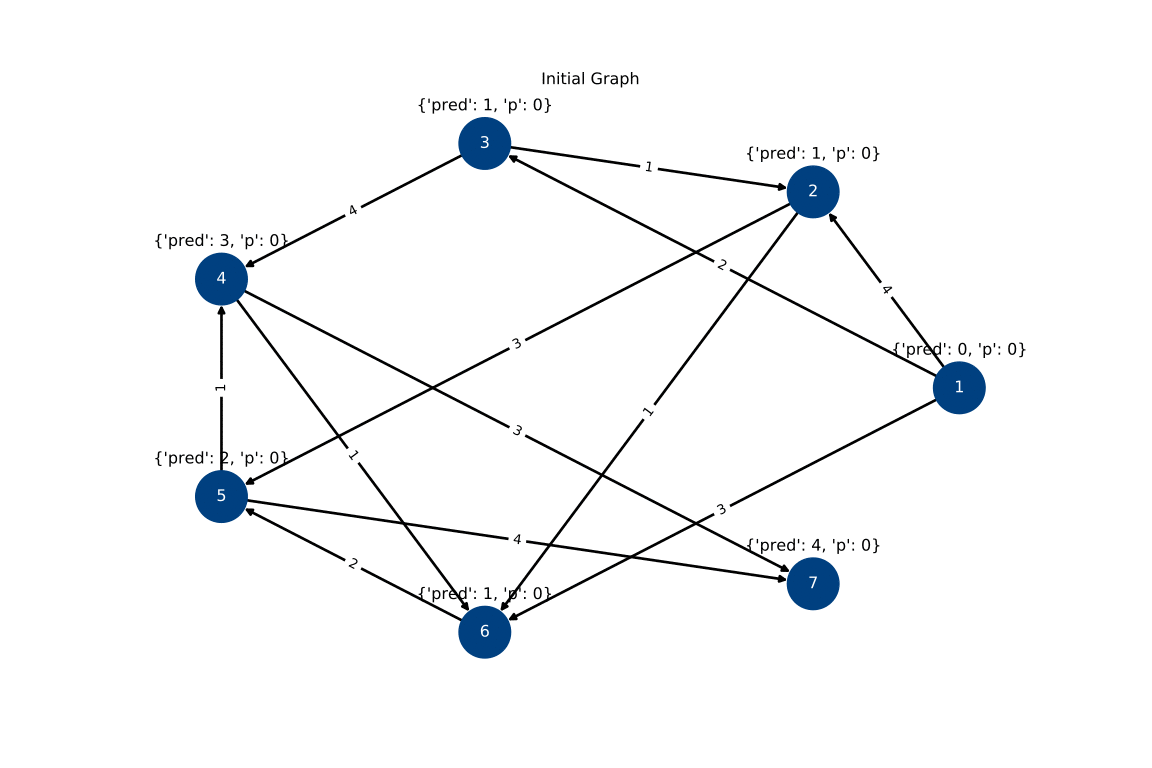 Initial Graph
{'pred': 1, 'p': 0}
3
{'pred': 1, 'p': 0}
2
1
4
{'pred': 3, 'p': 0}
4
2
4
3
{'pred': 0, 'p': 0}
1
1
1
3
1
{'pred': 2, 'p': 0}
5
3
4
{'pred': 4, 'p': 0}
7
2
{'pred': 1, 'p': 0}
6